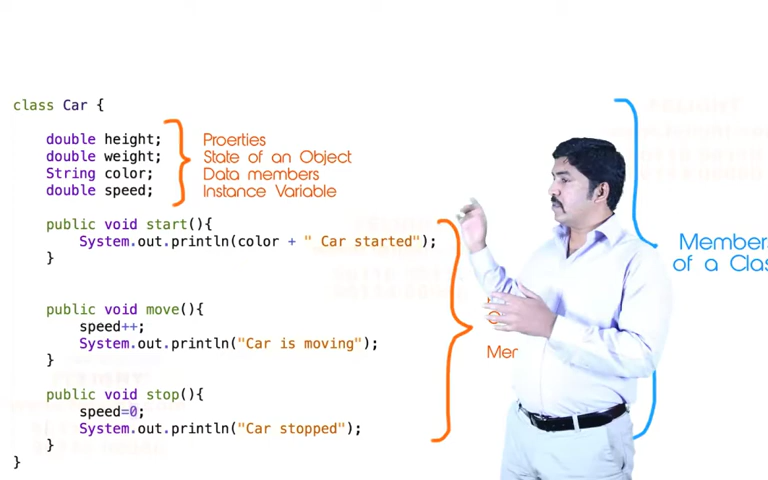 class Car {
double height;
double weight;
String color;
double speed;
Proerties
State of an Object
Data members
Instance Variable
public void start(){
System.out.println(color + " Car started");
}
public void move(){
speed++;
System.out.println("Car is moving");
}
public void stop(){
speed=0;
System.out.println("Car stopped");
}
}
Members
of a Clas